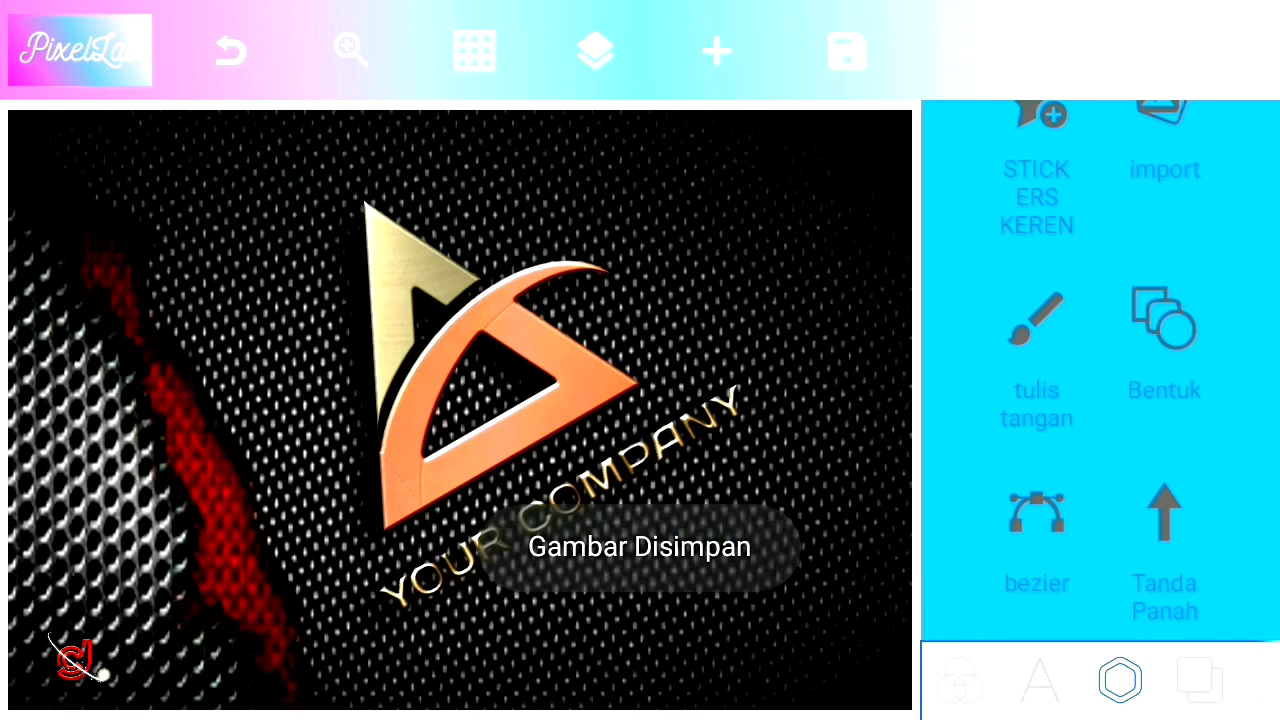 PixelLab
STICK
ERS
KEREN
import
tulis
tangan
Bentuk
bezier
Tanda
Panah
YOUR COMPANY
Gambar Disimpan